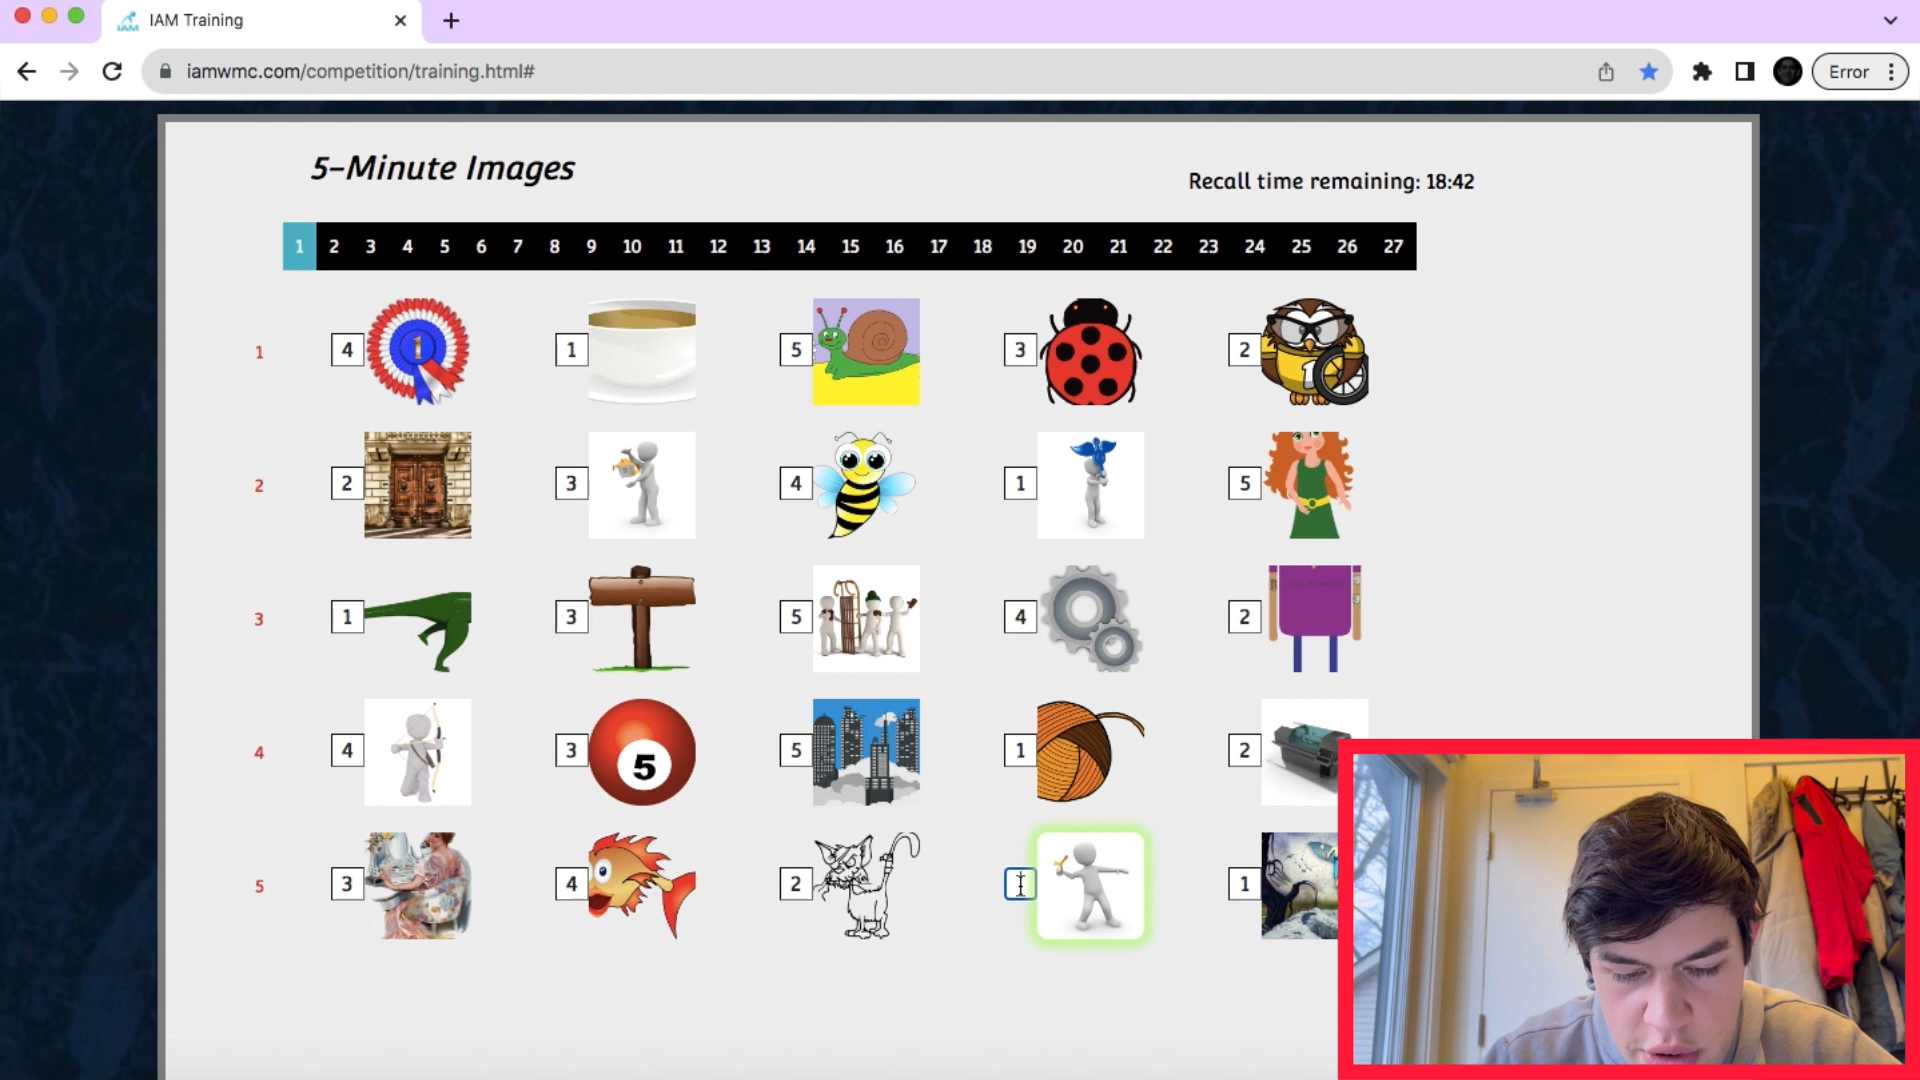 IAM Training
iamwmc.com/competition/training.html#
Error
5-Minute Images
Recall time remaining: 18:42
1 2 3 4 5 6 7 8 9 10 11 12 13 14 15 16 17 18 19 20 21 22 23 24 25 26 27
1 4 1 1 5 3 2 1
2 2 3 4 1 5
3 1 3 5 4 2
4 4 3 5 5 1 2
5 3 4 2 1